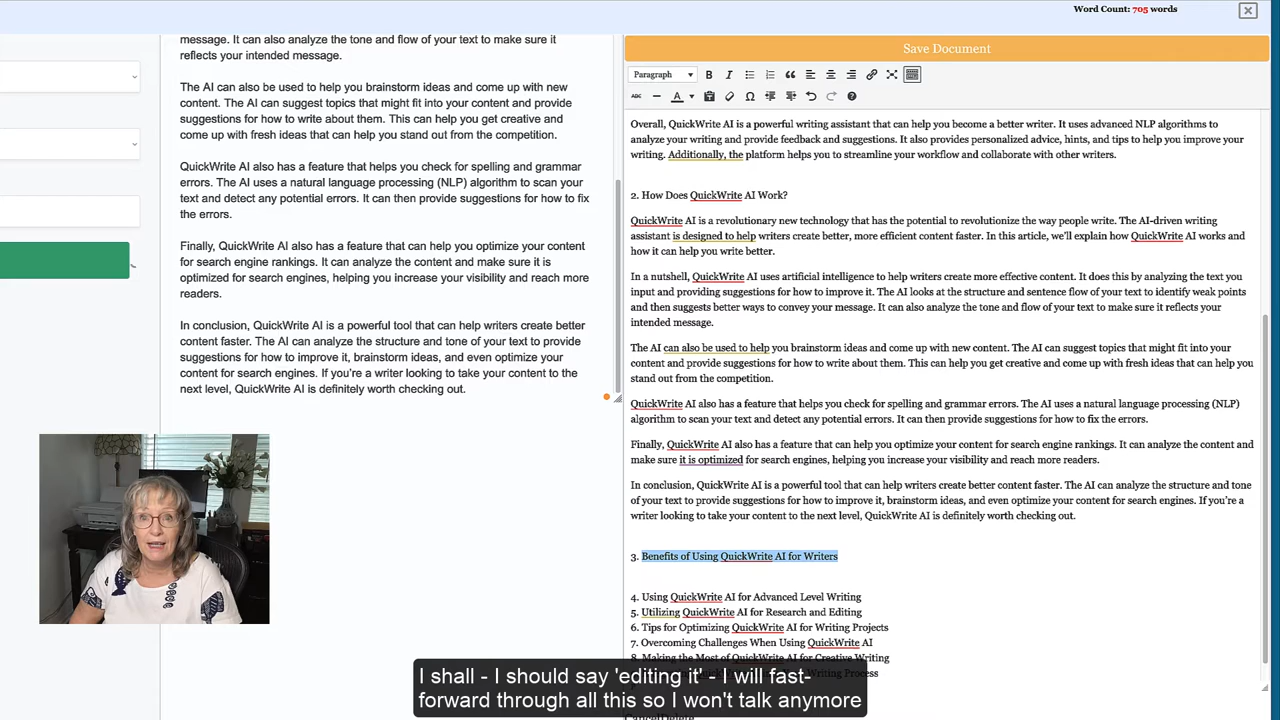 Word Count: 705 words
message. It can also analyze the tone and flow of your text to make sure it
reflects your intended message.
The AI can also be used to help you brainstorm ideas and come up with new
content. The AI can suggest topics that might fit into your content and provide
suggestions for how to write about them. This can help you get creative and
come up with fresh ideas that can help you stand out from the competition.
QuickWrite AI also has a feature that helps you check for spelling and grammar
errors. The AI uses a natural language processing (NLP) algorithm to scan your
text and detect any potential errors. It can then provide suggestions for how to fix
the errors.
Finally, QuickWrite AI also has a feature that can help you optimize your content
for search engine rankings. It can analyze the content and make sure it is
optimized for search engines, helping you increase your visibility and reach more
readers.
In conclusion, QuickWrite AI is a powerful tool that can help writers create better
content faster. The AI can analyze the structure and tone of your text to provide
suggestions for how to improve it, brainstorm ideas, and even optimize your
content for search engines. If you're a writer looking to take your content to the
next level, QuickWrite AI is definitely worth checking out.
Save Document
Paragraph
Overall, QuickWrite AI is a powerful writing assistant that can help you become a better writer. It uses advanced NLP algorithms to
analyze your writing and provide feedback and suggestions. It also provides personalized advice, hints, and tips to help you improve your
writing. Additionally, the platform helps you to streamline your workflow and collaborate with other writers.
2. How Does QuickWrite AI Work?
QuickWrite AI is a revolutionary new technology that has the potential to revolutionize the way people write. The AI-driven writing
assistant is designed to help writers create better, more efficient content faster. In this article, we'll explain how QuickWrite AI works and
how it can help you write better.
In a nutshell, QuickWrite AI uses artificial intelligence to help writers create more effective content. It does this by analyzing the text you
input and providing suggestions for how to improve it. The AI looks at the structure and sentence flow of your text to identify weak points
and then suggests better ways to convey your message. It can also analyze the tone and flow of your text to make sure it reflects your
intended message.
The AI can also be used to help you brainstorm ideas and come up with new content. The AI can suggest topics that might fit into your
content and provide suggestions for how to write about them. This can help you get creative and come up with fresh ideas that can help you
stand out from the competition.
QuickWrite AI also has a feature that helps you check for spelling and grammar errors. The AI uses a natural language processing (NLP)
algorithm to scan your text and detect any potential errors. It can then provide suggestions for how to fix the errors.
Finally, QuickWrite AI also has a feature that can help you optimize your content for search engine rankings. It can analyze the content and
make sure it is optimized for search engines, helping you increase your visibility and reach more readers.
In conclusion, QuickWrite AI is a powerful tool that can help writers create better content faster. The AI can analyze the structure and tone
of your text to provide suggestions for how to improve it, brainstorm ideas, and even optimize your content for search engines. If you're a
writer looking to take your content to the next level, QuickWrite AI is definitely worth checking out.
3. Benefits of Using QuickWrite AI for Writers
4. Using QuickWrite AI for Advanced Level Writing
5. Utilizing QuickWrite AI for Research and Editing
6. Tips for Optimizing QuickWrite AI for Writing Projects
7. Overcoming Challenges When Using QuickWrite AI
8. Making the Most of QuickWrite AI for Creative Writing
Writing Process
I shall - I should say 'editing it' - I will fast-
forward through all this so I won't talk anymore